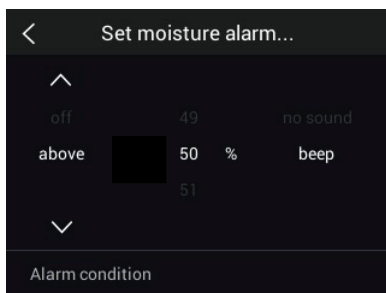 Set moisture alarm...
off 49 no sound
above 50 % beep
51
Alarm condition